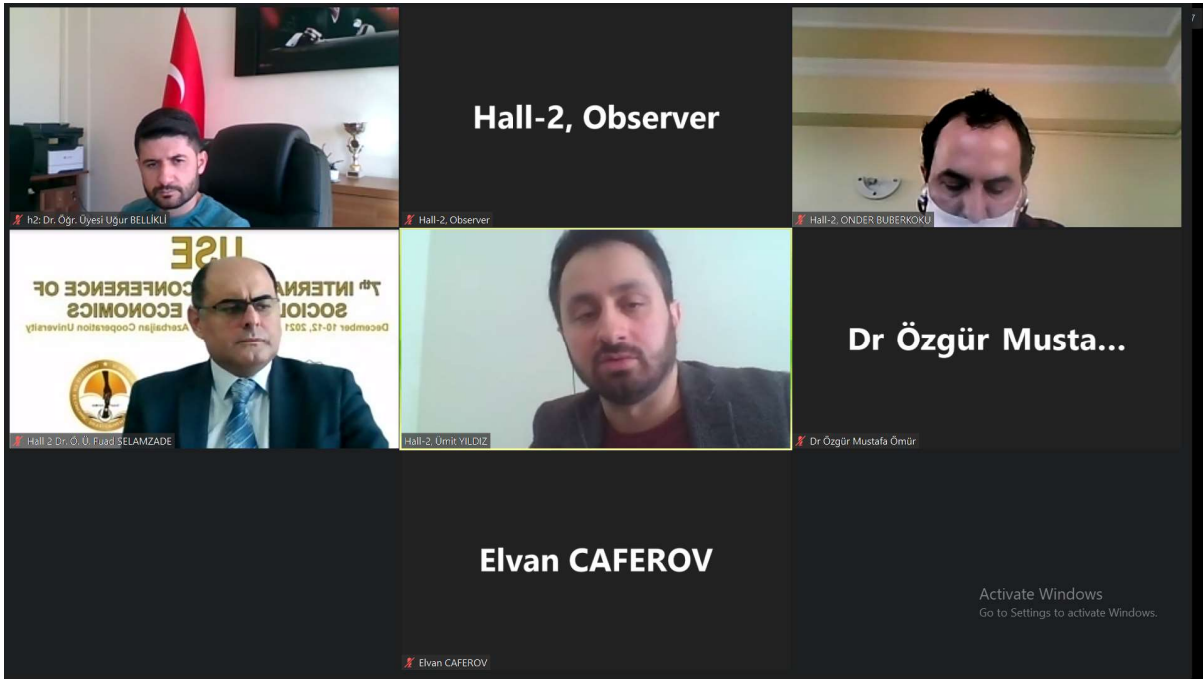 h2: Dr. Öğr. Üyesi Uğur BELLİKLİ
Hall-2, Observer
Hall-2, Observer
Hall-2, ONDER BUBERKOKU
USE
7th INTERNA CONFERENCE OF
SOCIOL ECONOMICS
December 10-12, 2021 Azerbaijan Cooperation University
Hall 2 Dr. Ö. Ü. Fuad SELAMZADE
Hall-2, Ümit YILDIZ
Dr Özgür Musta...
Dr Özgür Mustafa Ömür
Elvan CAFEROV
Elvan CAFEROV
Activate Windows
Go to Settings to activate Windows.